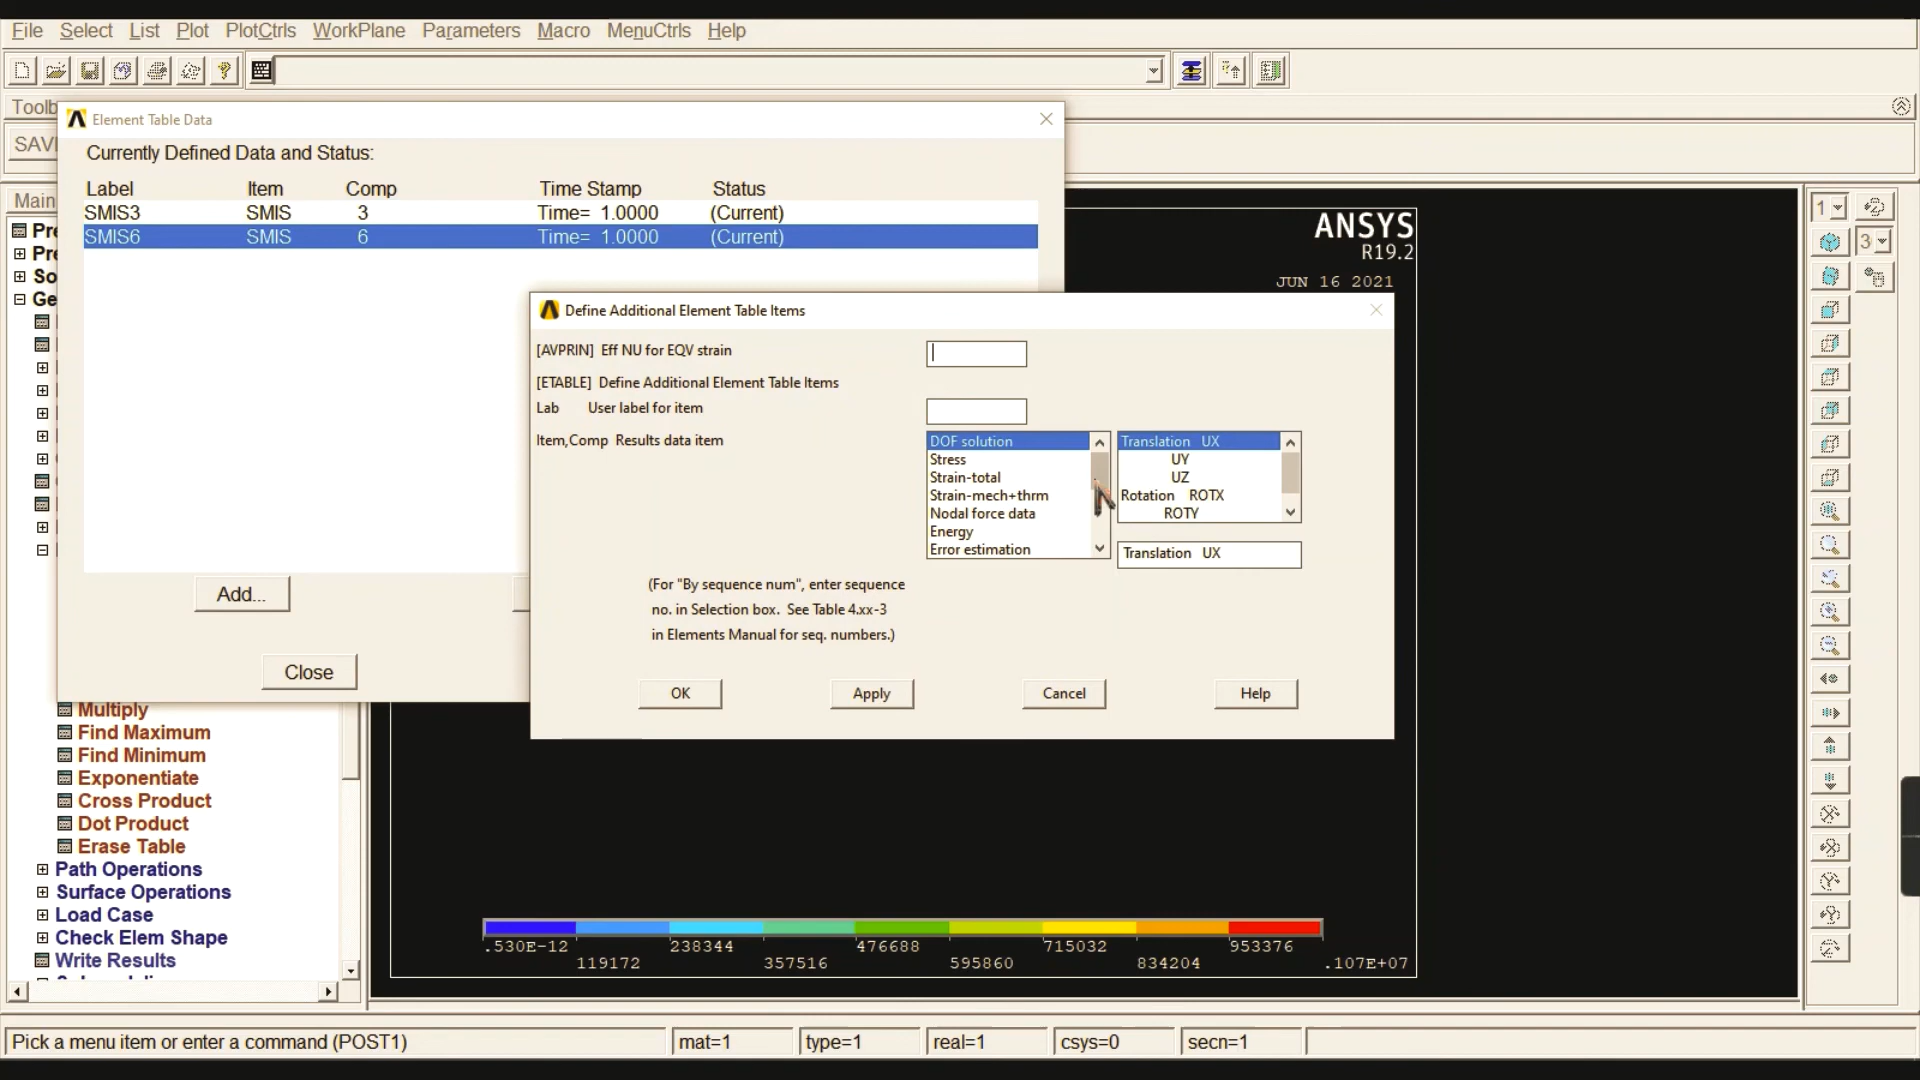 File Select List Plot PlotCtrls WorkPlane Parameters Macro MenuCtrls Help
Toolb
Element Table Data
SAV
Currently Defined Data and Status:
Label Item Comp Time Stamp Status
SMIS3 SMIS 3 Time= 1.0000 (Current)
SMIS6 SMIS 6 Time= 1.0000 (Current)
Main
Pre
Pre
So
Ge
ANSYS
R19.2
JUN 16 2021
1
3
Define Additional Element Table Items
[AVPRIN] Eff NU for EQV strain
[ETABLE] Define Additional Element Table Items
Lab User label for item
Item,Comp Results data item
DOF solution
Stress
Strain-total
Strain-mech+thrm
Nodal force data
Energy
Error estimation
Translation UX
UY
UZ
Rotation ROTX
ROTY
Translation UX
(For "By sequence num", enter sequence
no. in Selection box. See Table 4.xx-3
in Elements Manual for seq. numbers.)
OK Apply Cancel Help
Add...
Close
Multiply
Find Maximum
Find Minimum
Exponentiate
Cross Product
Dot Product
Erase Table
Path Operations
Surface Operations
Load Case
Check Elem Shape
Write Results
.530E-12 238344 476688 715032 953376
119172 357516 595860 834204 .107E+07
Pick a menu item or enter a command (POST1) mat=1 type=1 real=1 csys=0 secn=1